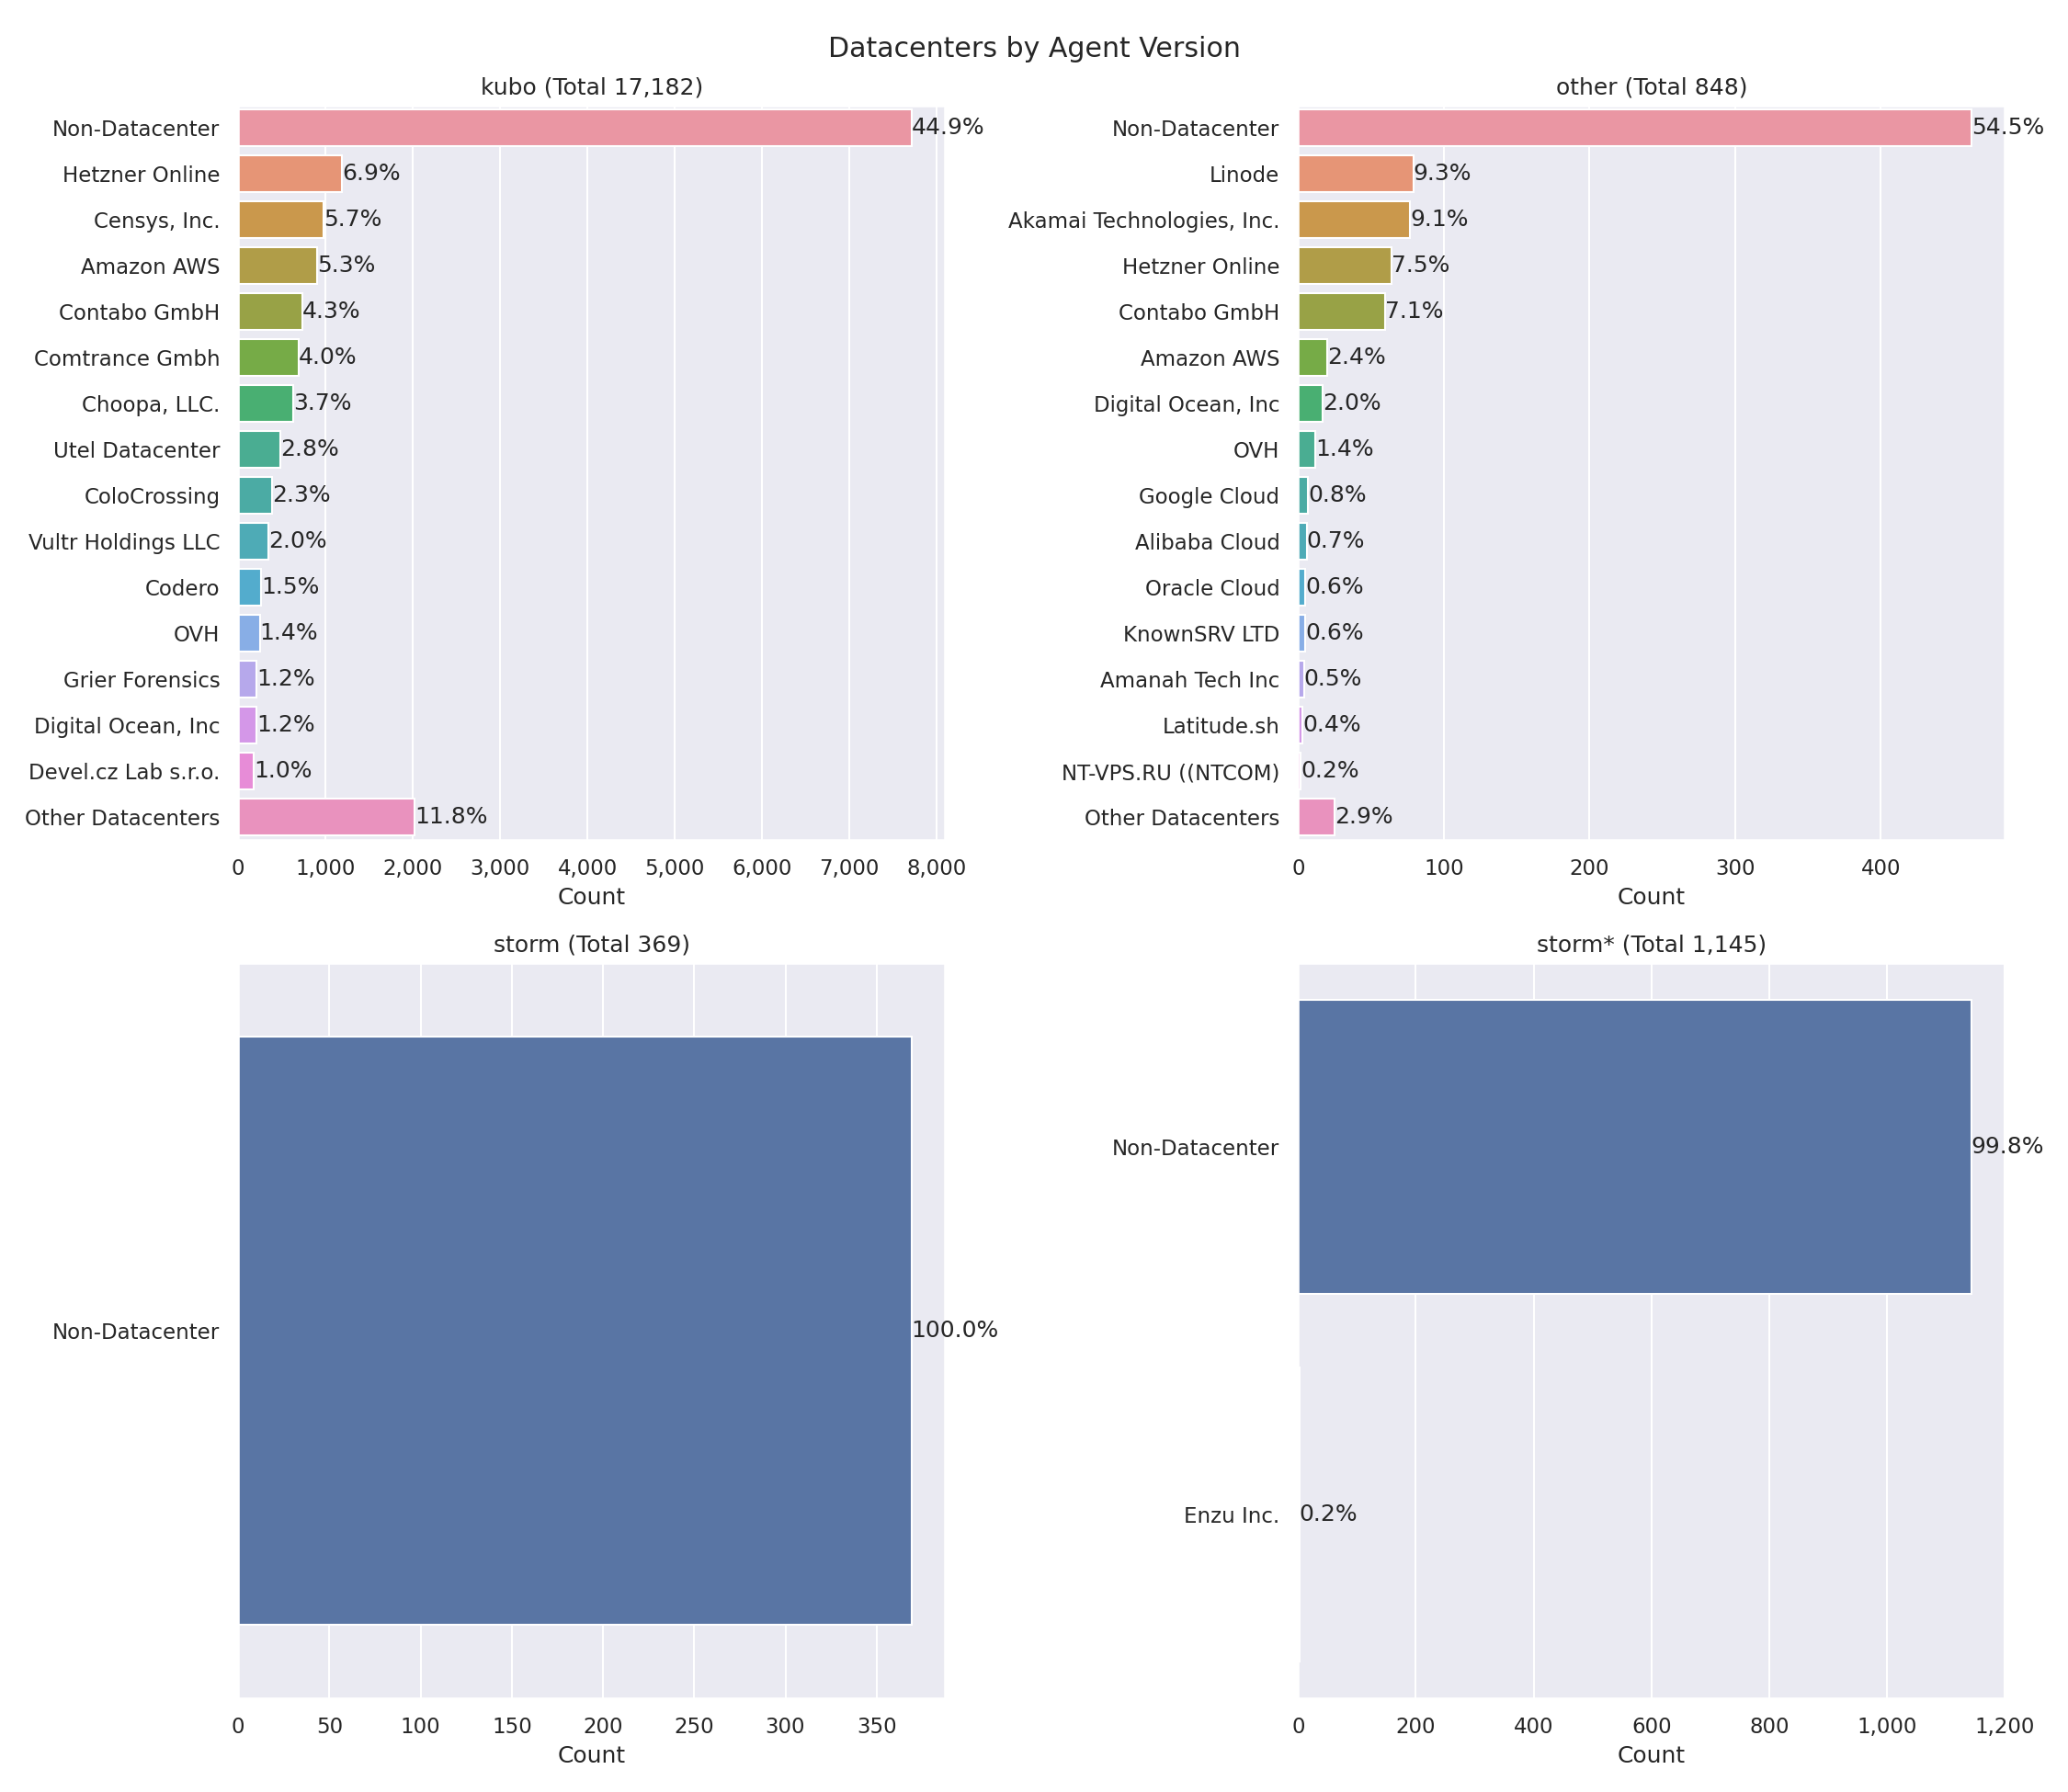 Datacenters by Agent Version
kubo (Total 17,182)
Non-Datacenter 44.9%
Hetzner Online 6.9%
Censys, Inc. 5.7%
Amazon AWS 5.3%
Contabo GmbH 4.3%
Comtrance Gmbh 4.0%
Choopa, LLC. 3.7%
Utel Datacenter 2.8%
ColoCrossing 2.3%
Vultr Holdings LLC 2.0%
Codero 1.5%
OVH 1.4%
Grier Forensics 1.2%
Digital Ocean, Inc 1.2%
Devel.cz Lab s.r.o. 1.0%
Other Datacenters 11.8%
0 1,000 2,000 3,000 4,000 5,000 6,000 7,000 8,000
Count
other (Total 848)
Non-Datacenter 54.5%
Linode 9.3%
Akamai Technologies, Inc. 9.1%
Hetzner Online 7.5%
Contabo GmbH 7.1%
Amazon AWS 2.4%
Digital Ocean, Inc 2.0%
OVH 1.4%
Google Cloud 0.8%
Alibaba Cloud 0.7%
Oracle Cloud 0.6%
KnownSRV LTD 0.6%
Amanah Tech Inc 0.5%
Latitude.sh 0.4%
NT-VPS.RU ((NTCOM) 0.2%
Other Datacenters 2.9%
0 100 200 300 400
Count
storm (Total 369)
Non-Datacenter 100.0%
0 50 100 150 200 250 300 350
Count
storm* (Total 1,145)
Non-Datacenter 99.8%
Enzu Inc. 0.2%
0 200 400 600 800 1,000 1,200
Count